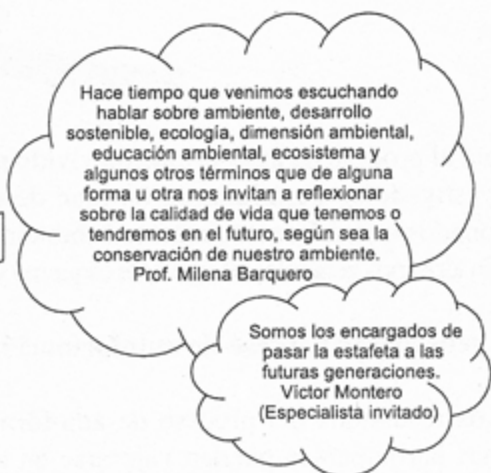 Hace tiempo que venimos escuchando
hablar sobre ambiente, desarrollo
sostenible, ecología, dimensión ambiental,
educación ambiental, ecosistema y
algunos otros términos que de alguna
forma u otra nos invitan a reflexionar
sobre la calidad de vida que tenemos o
tendremos en el futuro, según sea la
conservación de nuestro ambiente.
Prof. Milena Barquero
Somos los encargados de
pasar la estafeta a las
futuras generaciones.
Víctor Montero
(Especialista invitado)